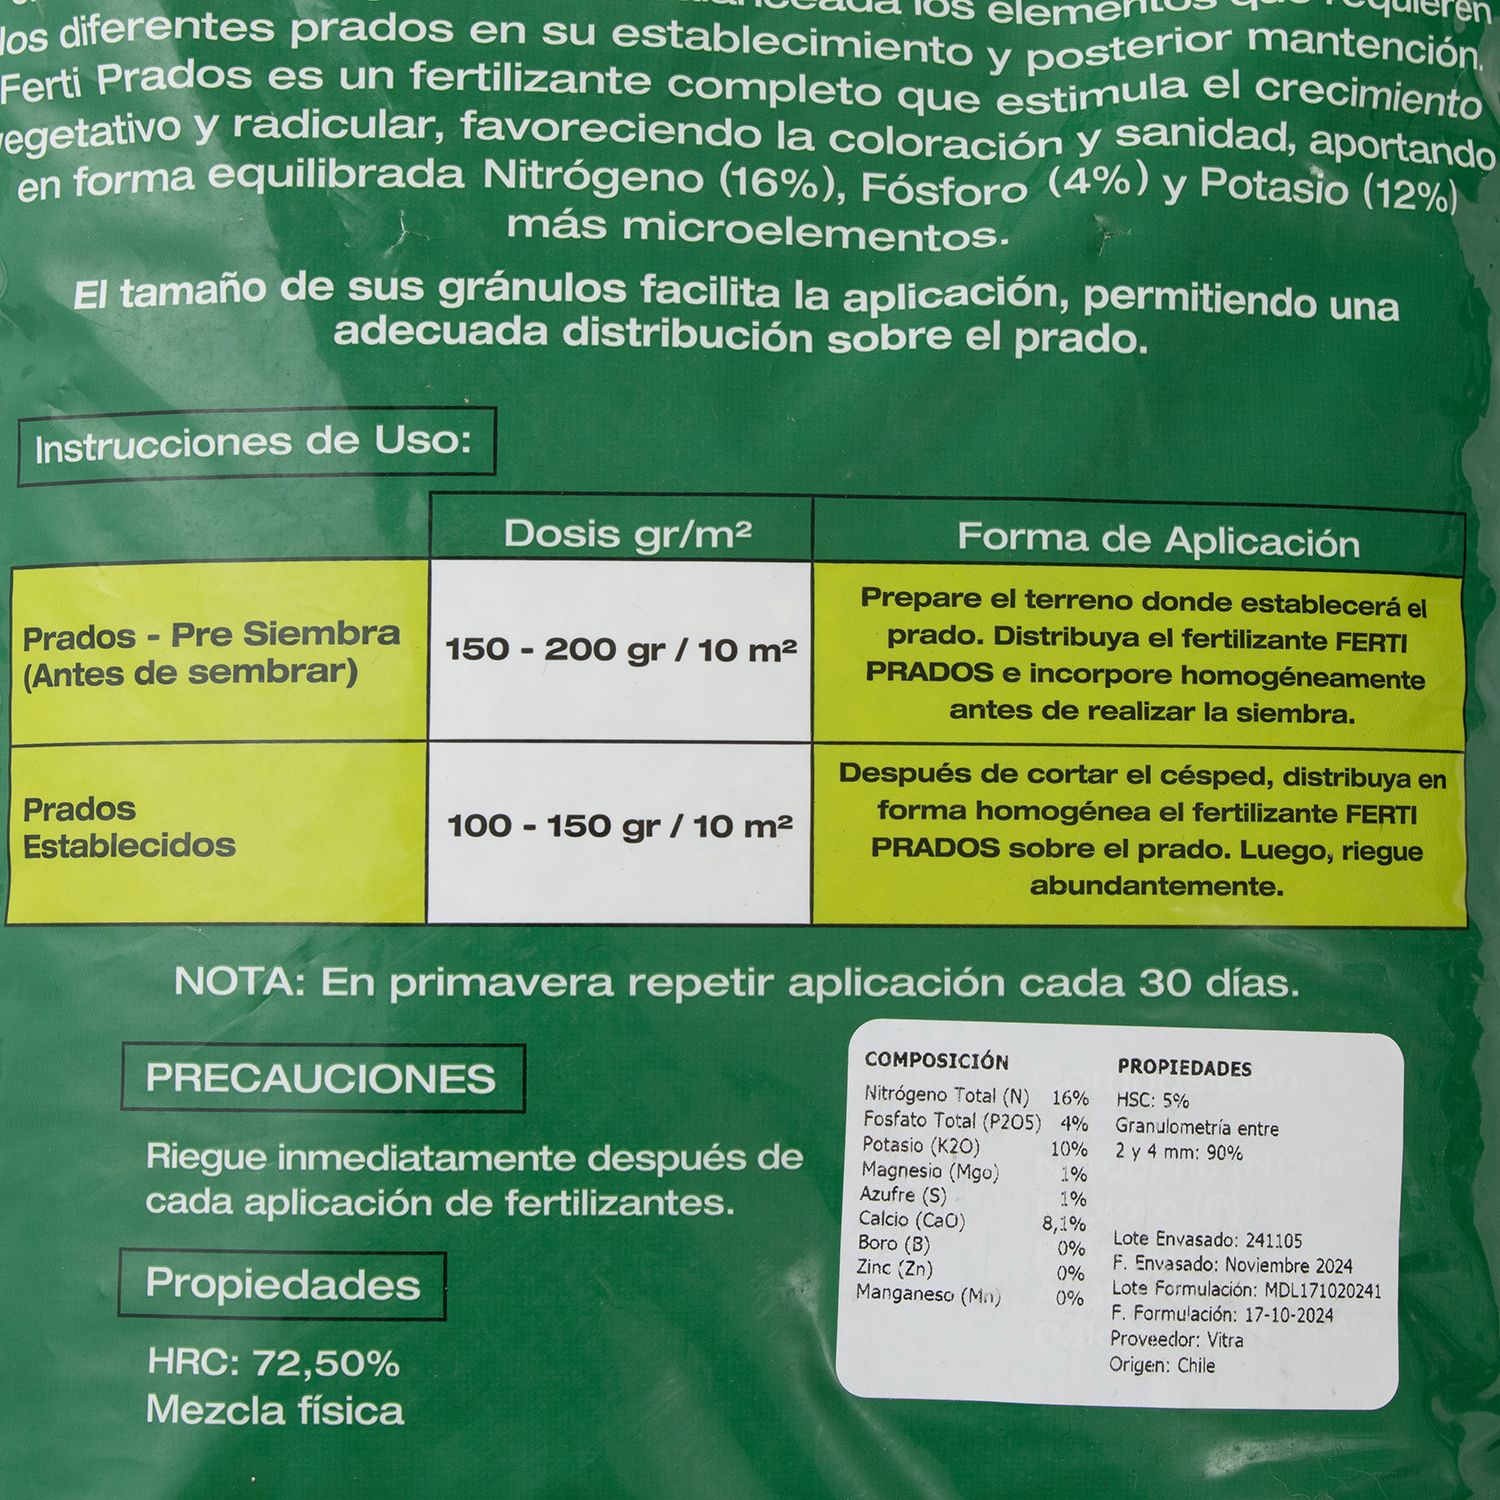 los elementos que requieren
los diferentes prados en su establecimiento y posterior mantención.
Ferti Prados es un fertilizante completo que estimula el crecimiento
vegetativo y radicular, favoreciendo la coloración y sanidad, aportando
en forma equilibrada Nitrógeno (16%), Fósforo (4%) y Potasio (12%)
más microelementos.
El tamaño de sus gránulos facilita la aplicación, permitiendo una
adecuada distribución sobre el prado.
Instrucciones de Uso:
Dosis gr/m²
Forma de Aplicación
Prados - Pre Siembra
(Antes de sembrar)
150 - 200 gr / 10 m²
Prepare el terreno donde establecerá el
prado. Distribuya el fertilizante FERTI
PRADOS e incorpore homogéneamente
antes de realizar la siembra.
Prados
Establecidos
100 - 150 gr / 10 m²
Después de cortar el césped, distribuya en
forma homogénea el fertilizante FERTI
PRADOS sobre el prado. Luego, riegue
abundantemente.
NOTA: En primavera repetir aplicación cada 30 días.
PRECAUCIONES
Riegue inmediatamente después de
cada aplicación de fertilizantes.
Propiedades
HRC: 72,50%
Mezcla física
COMPOSICIÓN
Nitrógeno Total (N) 16%
Fosfato Total (P2O5) 4%
Potasio (K2O) 10%
Magnesio (Mgo) 1%
Azufre (S) 1%
Calcio (CaO) 8,1%
Boro (B) 0%
Zinc (Zn) 0%
Manganeso (Mn) 0%
PROPIEDADES
HSC: 5%
Granulometría entre
2 y 4 mm: 90%
Lote Envasado: 241105
F. Envasado: Noviembre 2024
Lote Formulación: MDL171020241
F. Formulación: 17-10-2024
Proveedor: Vitra
Origen: Chile